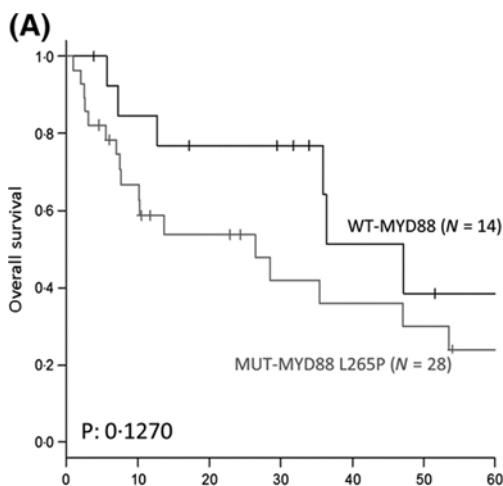 (A)
1·0
0·8
0·6
0·4
0·2
0·0
Overall survival
WT-MYD88 (N = 14)
MUT-MYD88 L265P (N = 28)
P: 0·1270
0 10 20 30 40 50 60